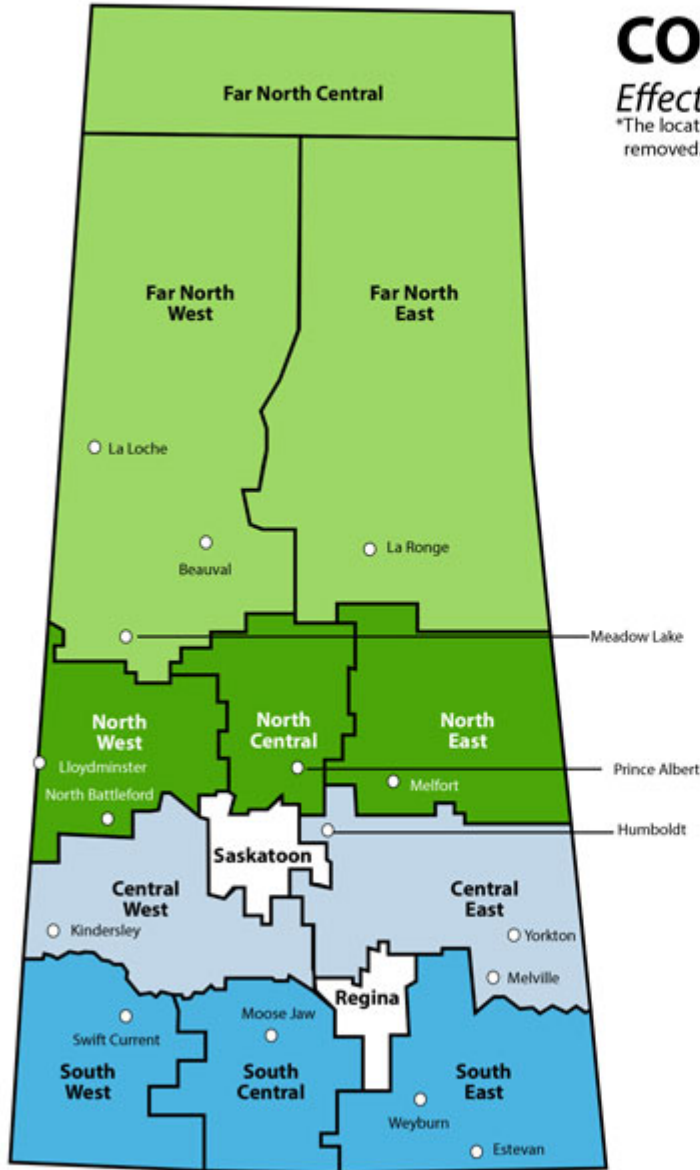 CO
Effect
*The locat
removed
Far North Central
Far North
West
Far North
East
La Loche
Beauval
La Ronge
Meadow Lake
North
West
North
Central
North
East
Lloydminster
Prince Albert
North Battleford
Melfort
Humboldt
Saskatoon
Central
West
Central
East
Kindersley
Yorkton
Melville
Regina
Moose Jaw
Swift Current
South
West
South
Central
South
East
Weyburn
Estevan